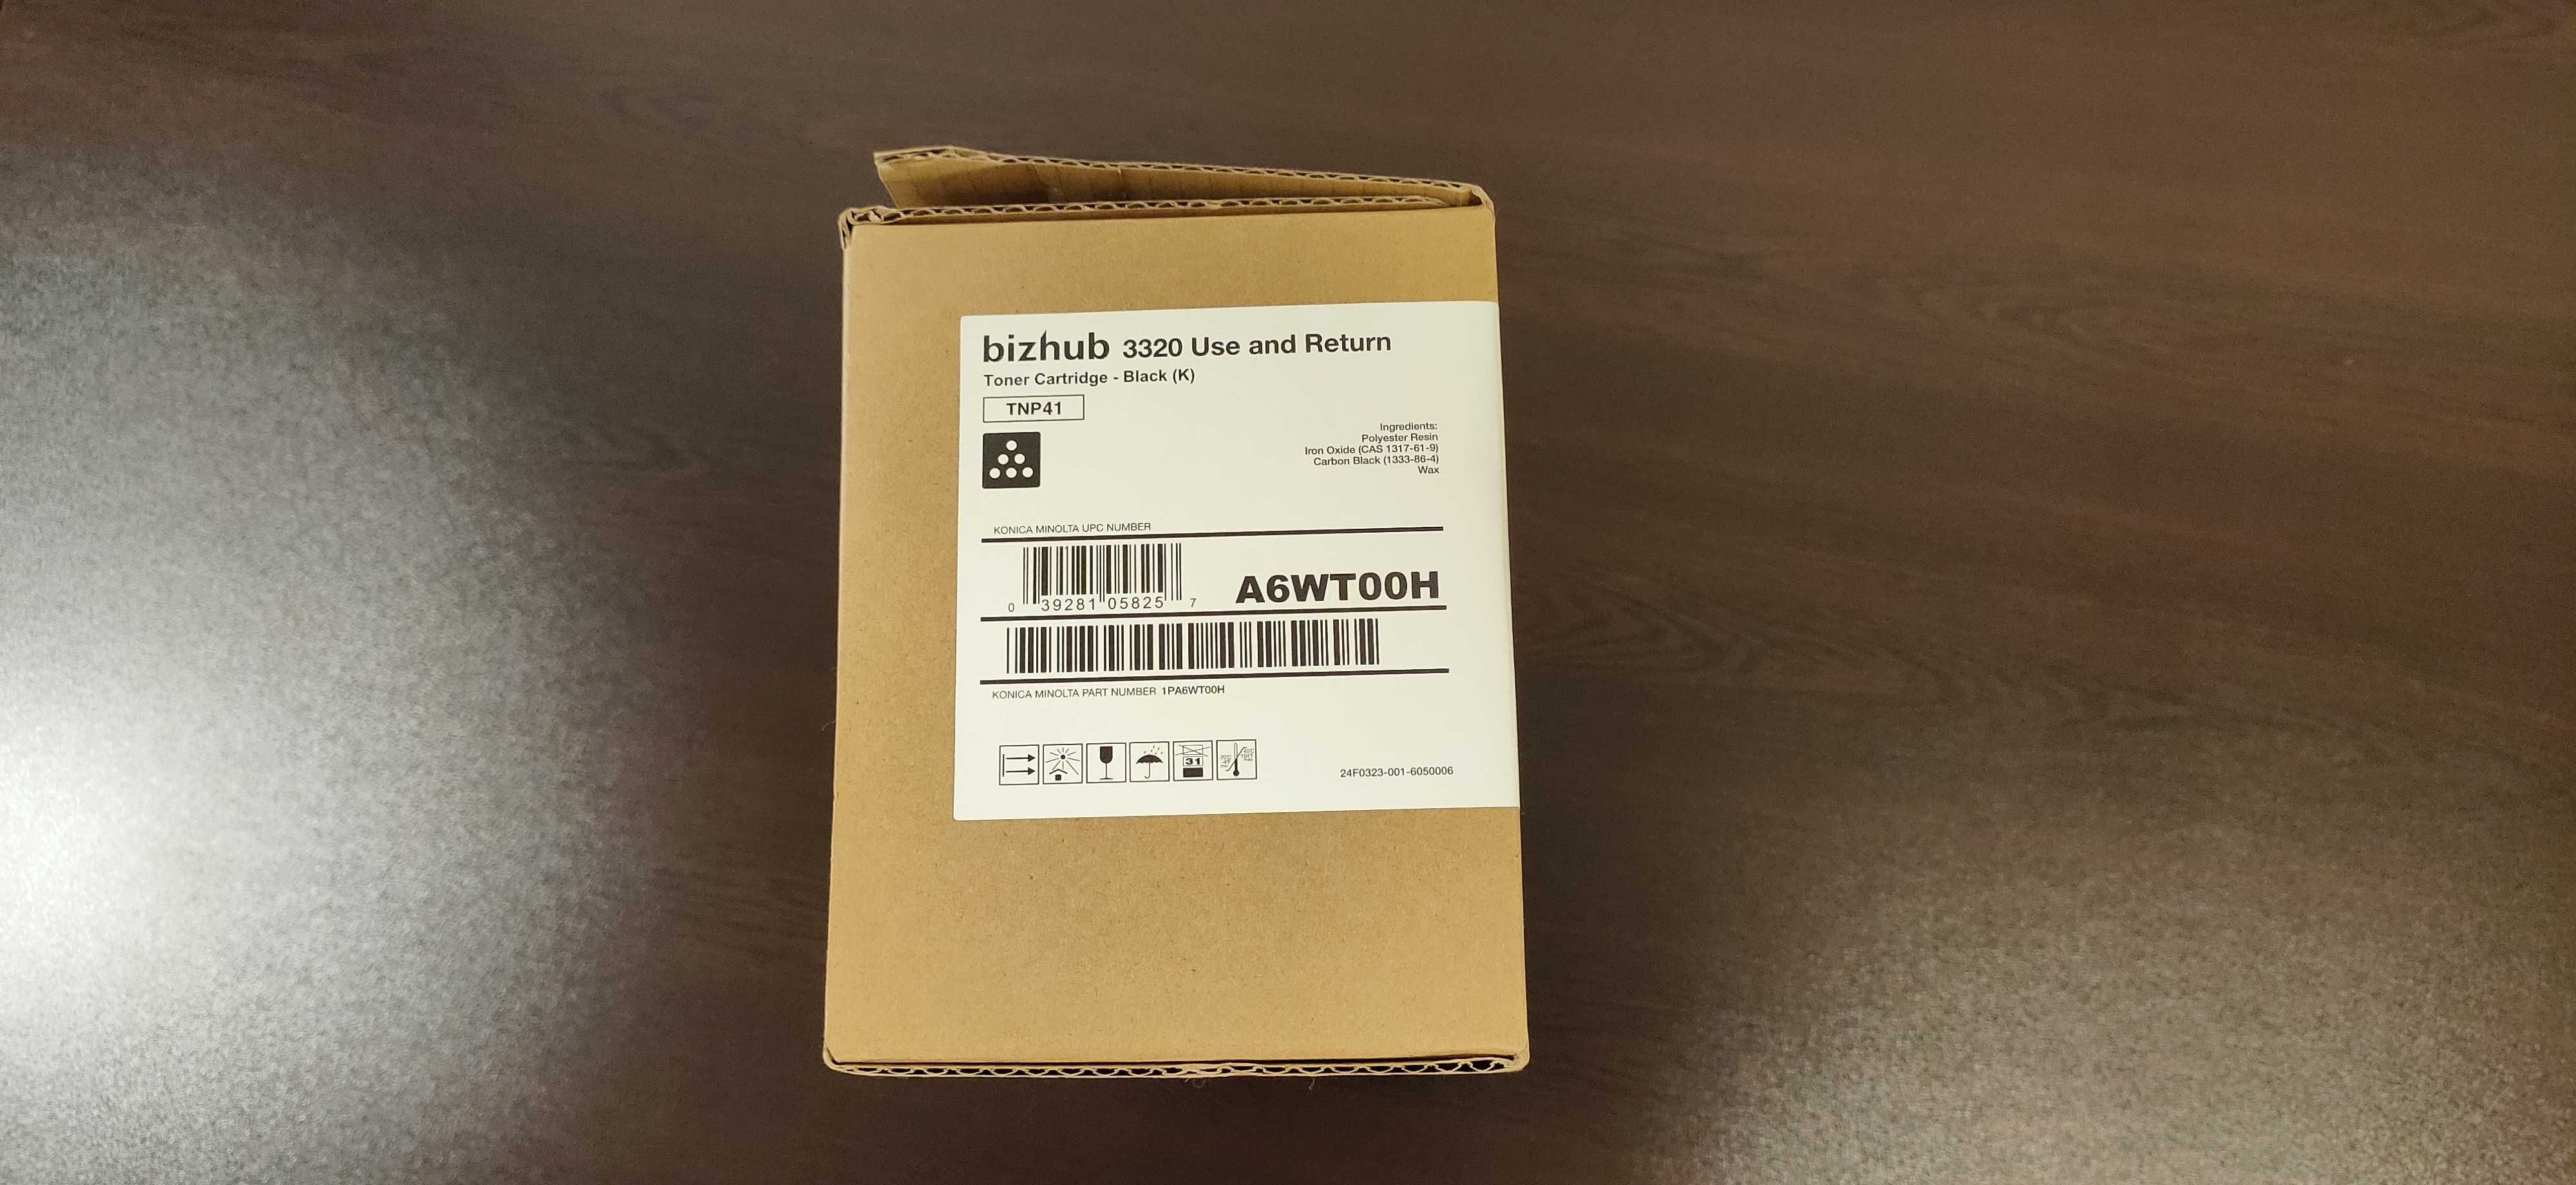 bizhub 3320 Use and Return
Toner Cartridge - Black (K)
TNP41
Ingredients:
Polyester Resin
Iron Oxide (CAS 1317-61-9)
Carbon Black (1333-86-4)
Wax
KONICA MINOLTA UPC NUMBER
0 39281 05825 7
A6WT00H
KONICA MINOLTA PART NUMBER 1PA6WT00H
31
24F0323-001-6050006